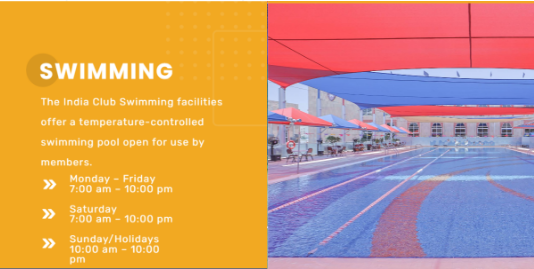 SWIMMING
The India Club Swimming facilities
offer a temperature-controlled
swimming pool open for use by
members.
Monday – Friday
7:00 am – 10:00 pm
Saturday
7:00 am – 10:00 pm
Sunday/Holidays
10:00 am – 10:00
pm